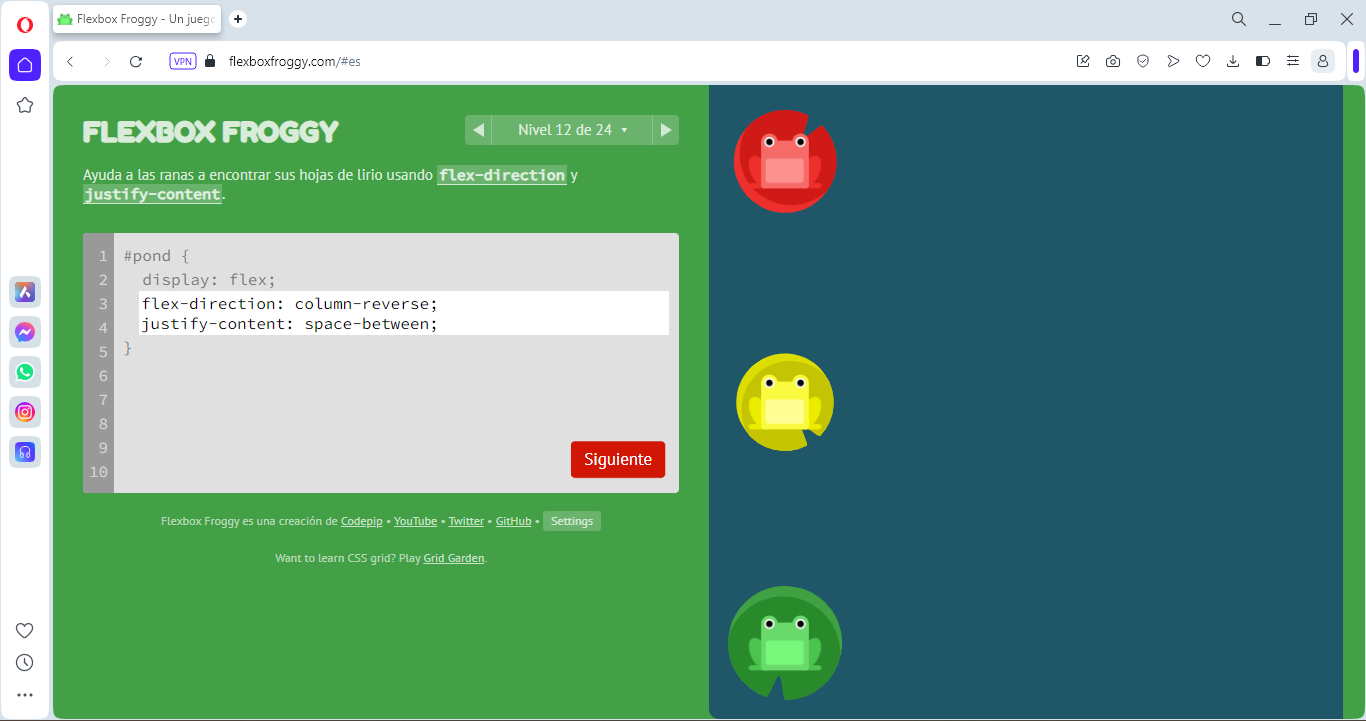 Flexbox Froggy - Un juego
VPN
flexboxfroggy.com/#es
FLEXBOX FROGGY
Nivel 12 de 24
Ayuda a las ranas a encontrar sus hojas de lirio usando flex-direction y
justify-content.
1 #pond {
2 display: flex;
3 flex-direction: column-reverse;
4 justify-content: space-between;
5 }
6
7
8
9
10
Siguiente
Flexbox Froggy es una creación de Codepip • YouTube • Twitter • GitHub • Settings
Want to learn CSS grid? Play Grid Garden.